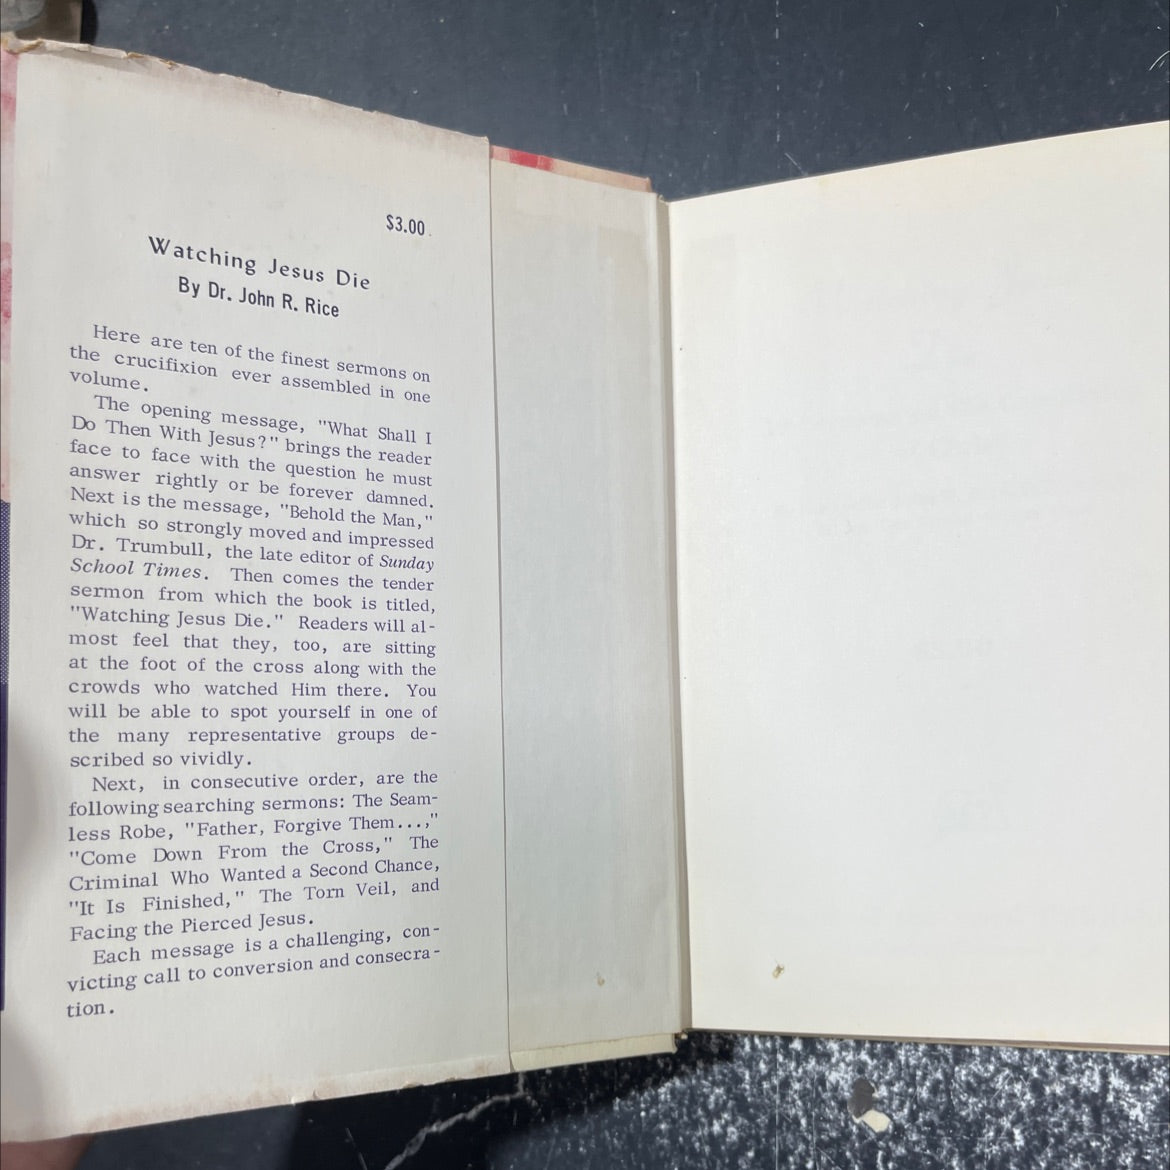 $3.00
Watching Jesus Die
By Dr. John R. Rice
Here are ten of the finest sermons on
the crucifixion ever assembled in one
volume.
The opening message, "What Shall I
Do Then With Jesus?" brings the reader
face to face with the question he must
answer rightly or be forever damned.
Next is the message, "Behold the Man,"
which so strongly moved and impressed
Dr. Trumbull, the late editor of Sunday
School Times. Then comes the tender
sermon from which the book is titled,
"Watching Jesus Die." Readers will al-
most feel that they, too, are sitting
at the foot of the cross along with the
crowds who watched Him there. You
will be able to spot yourself in one of
the many representative groups de-
scribed so vividly.
Next, in consecutive order, are the
following searching sermons: The Seam-
less Robe, "Father, Forgive Them...,"
"Come Down From the Cross," The
Criminal Who Wanted a Second Chance,
"It Is Finished," The Torn Veil, and
Facing the Pierced Jesus.
Each message is a challenging, con-
victing call to conversion and consecra-
tion.